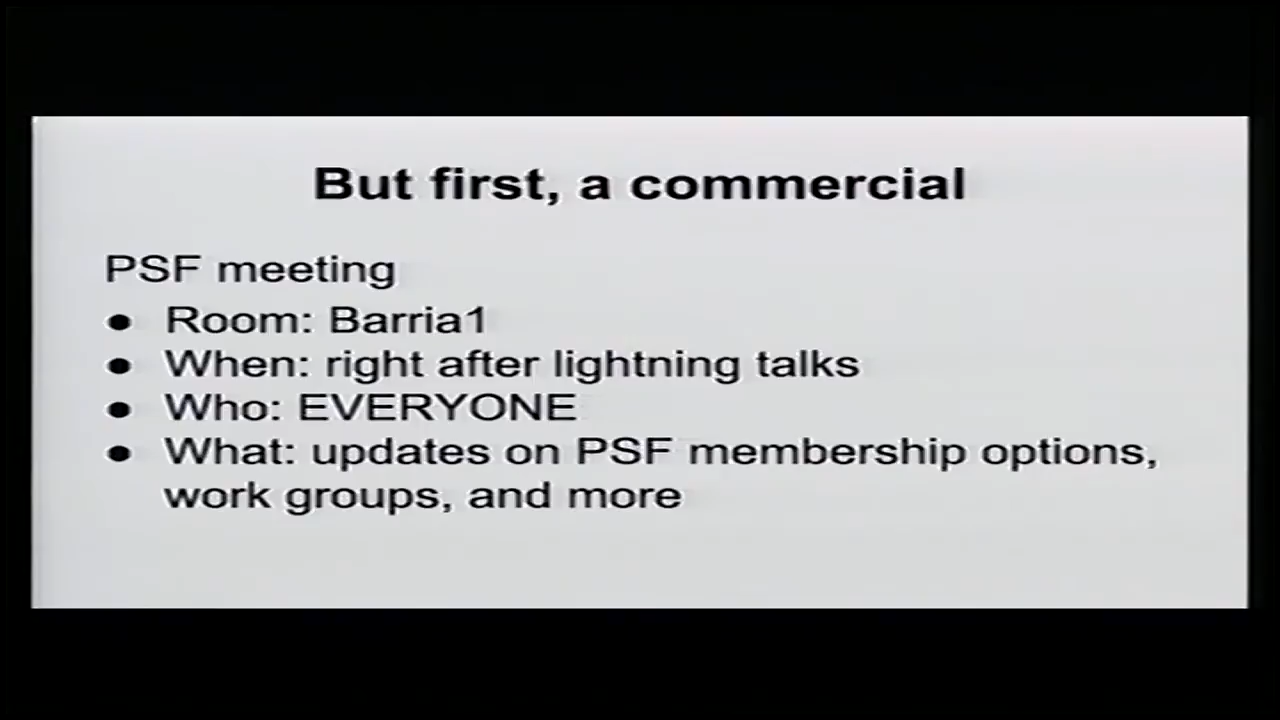 But first, a commercial
PSF meeting
● Room: Barria1
● When: right after lightning talks
● Who: EVERYONE
● What: updates on PSF membership options,
work groups, and more